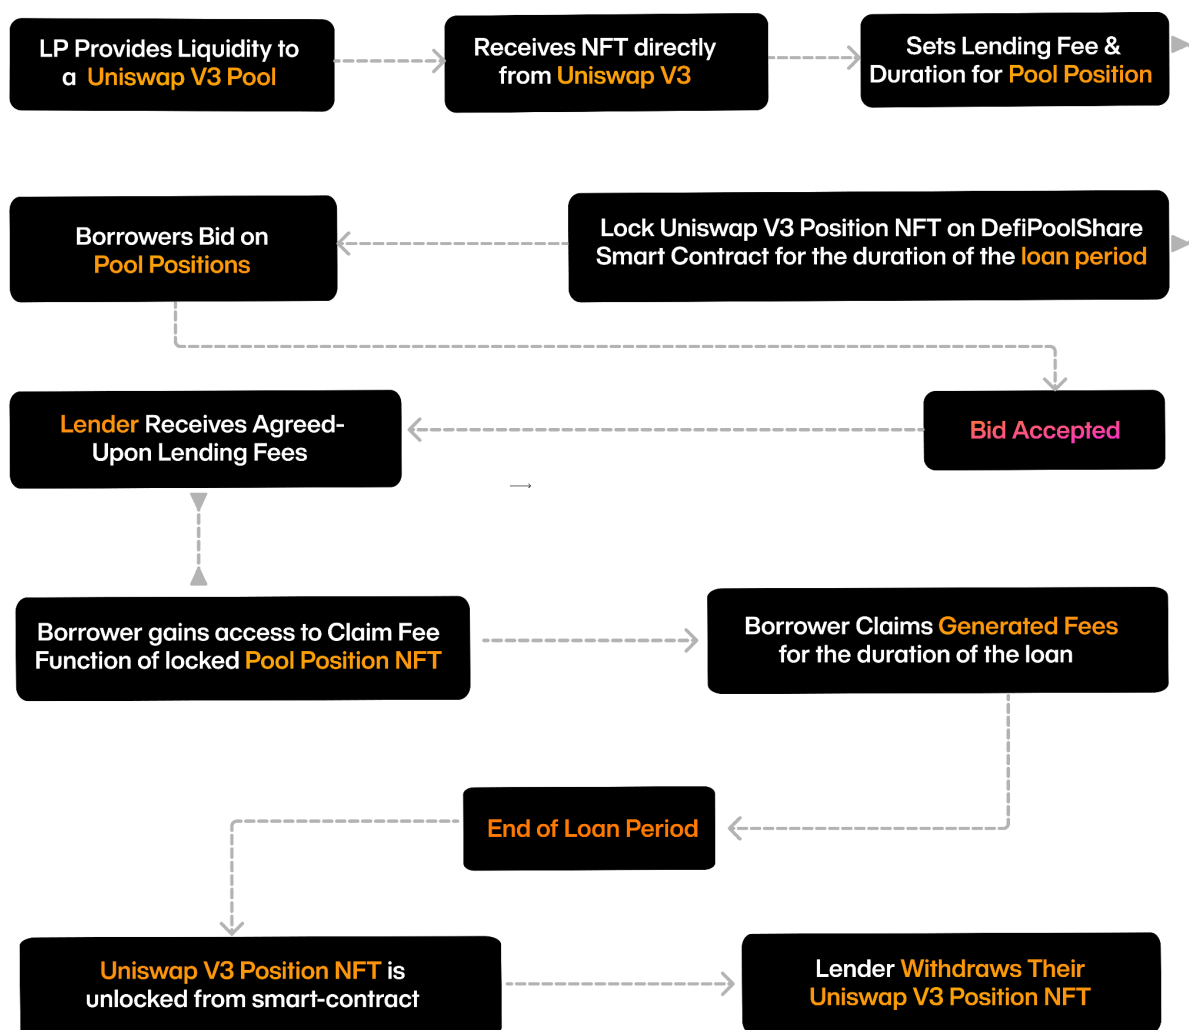 LP Provides Liquidity to
a Uniswap V3 Pool
Receives NFT directly
from Uniswap V3
Sets Lending Fee &
Duration for Pool Position
Lock Uniswap V3 Position NFT on DefiPoolShare
Smart Contract for the duration of the loan period
Borrowers Bid on
Pool Positions
Bid Accepted
Lender Receives Agreed-
Upon Lending Fees
Borrower gains access to Claim Fee
Function of locked Pool Position NFT
Borrower Claims Generated Fees
for the duration of the loan
End of Loan Period
Uniswap V3 Position NFT is
unlocked from smart-contract
Lender Withdraws Their
Uniswap V3 Position NFT